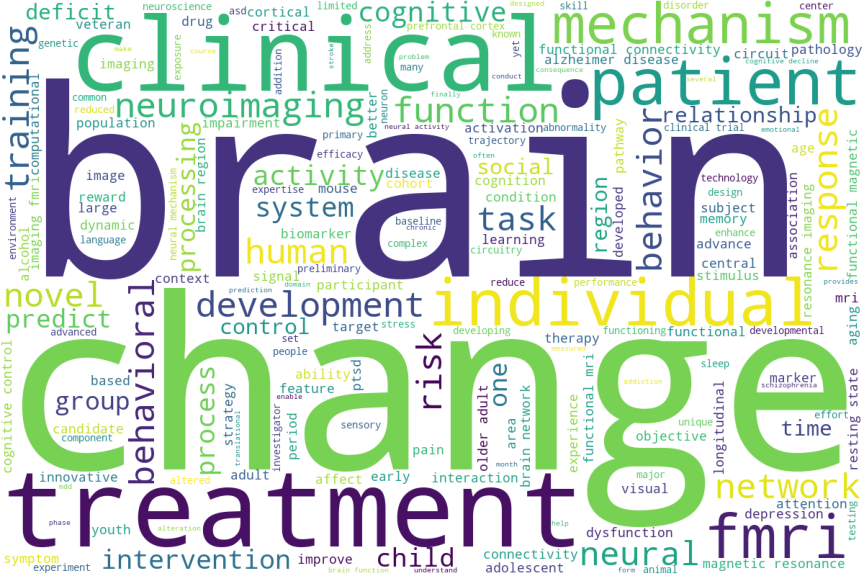 deficit
neuroscience
asd
cortical
limited
designed
skill
disorder
center
genetic
veteran
drug
critical
cognitive
prefrontal cortex
known
mechanism
imaging
make
exposure
course
clinical
stroke
addition
address
problem
many
yet
functional connectivity
circuit
pathology
alzheimer disease
cognitive decline
several
training
computational
common
reduced
neuroimaging
better
neuron
function
conduct
consequence
patient
population
impairment
finally
primary
neural activity
activation
abnormality
trajectory
clinical trial
emotional
relationship
behavior
pathway
response
age
functional magnetic
brain
processing
brain region
neural mechanism
efficacy
often
image
reward
large
dynamic
language
environment
alcohol
imaging fmri
activity
disease
expertise
mouse
cohort
social
cognition
condition
system
baseline
chronic
complex
task
learning
circuitry
biomarker
human
preliminary
signal
participant
region
developed
technology
design
subject
memory
enhance
advance
central
stimulus
association
resonance imaging
provides
mri
aging
context
prediction
domain
reduce
performance
novel
predict
behavioral
development
individual
advanced
control
target
stress
set
people
developing
functioning
functional
developmental
therapy
measures
change
cognitive control
based
group
candidate
component
process
strategy
translational
feature
ability
enable
investigator
period
ptsd
sensory
risk
pain
older adult
one
area
brain network
experience
functional mri
addiction
sleep
unique
objective
major
visual
longitudinal
marker
schizophrenia
effort
time
resting state
innovative
mdd
altered
adult
affect
early
interaction
month
network
treatment
phase
youth
alteration
help
dysfunction
depression
attention
testing
fmri
symptom
experiment
intervention
improve
brain function
child
understand
connectivity
adolescent
neural
form
animal
magnetic resonance